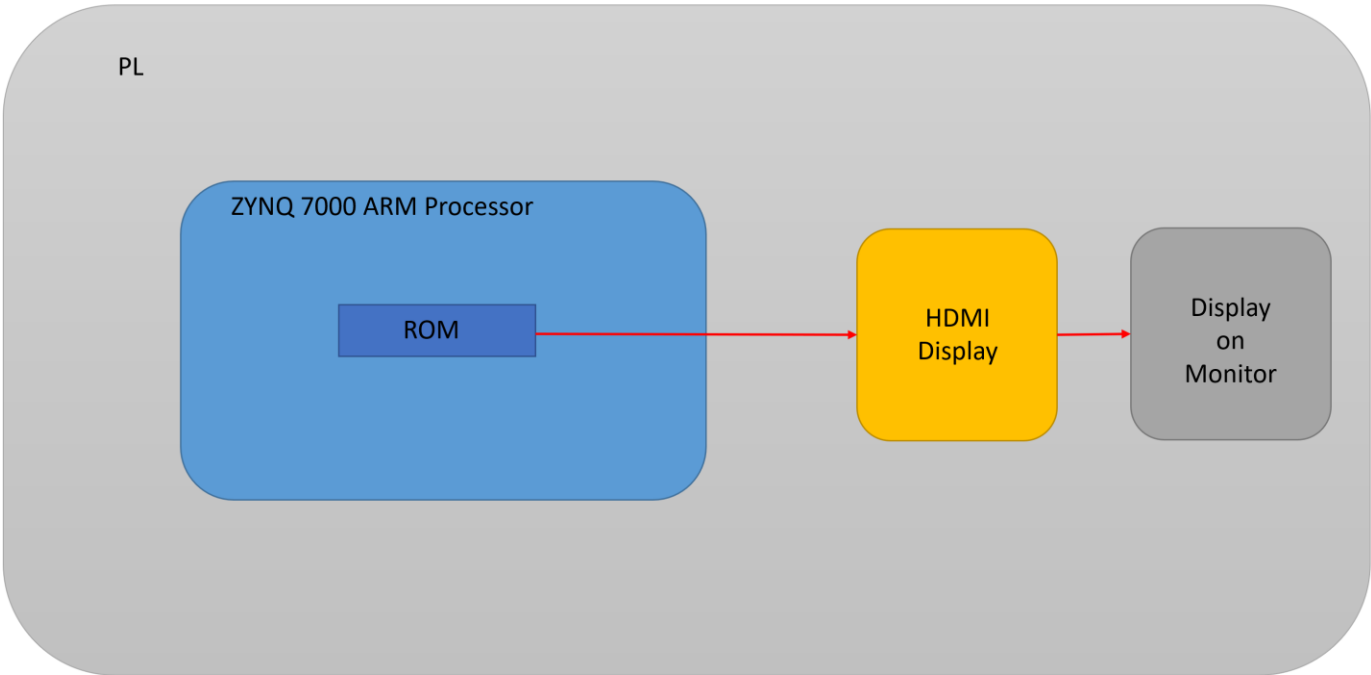 PL
ZYNQ 7000 ARM Processor
ROM
HDMI
Display
Display
on
Monitor